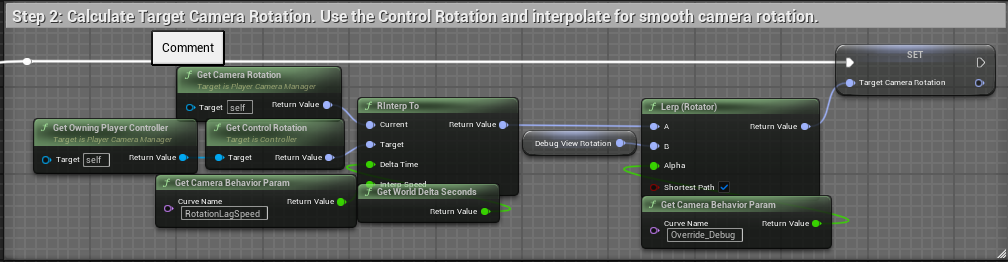 Step 2: Calculate Target Camera Rotation. Use the Control Rotation and interpolate for smooth camera rotation.
Comment
SET
Target Camera Rotation
Get Camera Rotation
Target is Player Camera Manager
Target self Return Value
Get Owning Player Controller
Target is Player Camera Manager
Target self Return Value
Get Control Rotation
Target is Controller
Target Return Value
RInterp To
Current Return Value
Target
Delta Time
Interp Speed
Get Camera Behavior Param
Curve Name Return Value
RotationLagSpeed
Get World Delta Seconds
Return Value
Debug View Rotation
Lerp (Rotator)
A Return Value
B
Alpha
Shortest Path
Get Camera Behavior Param
Curve Name Return Value
Override_Debug